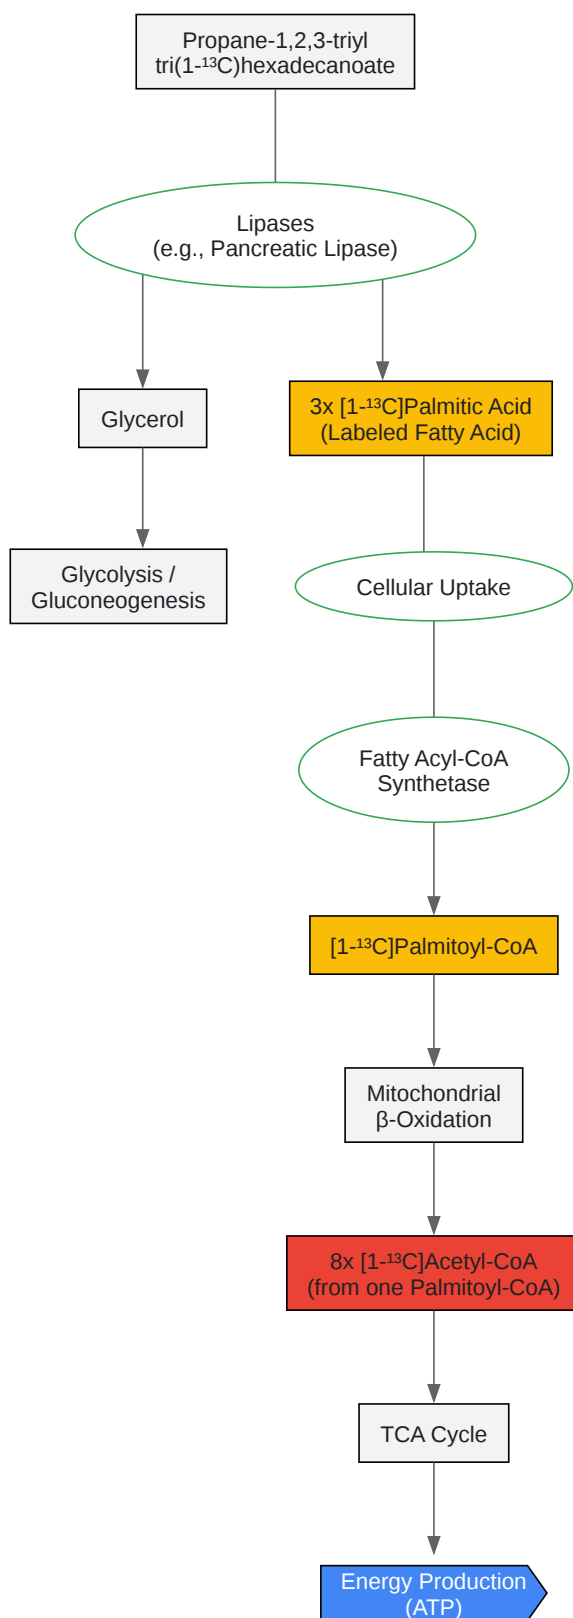 Propane-1,2,3-triyl
tri(1-¹³C)hexadecanoate
Lipases
(e.g., Pancreatic Lipase)
Glycerol
3x [1-¹³C]Palmitic Acid
(Labeled Fatty Acid)
Glycolysis /
Gluconeogenesis
Cellular Uptake
Fatty Acyl-CoA
Synthetase
[1-¹³C]Palmitoyl-CoA
Mitochondrial
β-Oxidation
8x [1-¹³C]Acetyl-CoA
(from one Palmitoyl-CoA)
TCA Cycle
Energy Production
(ATP)